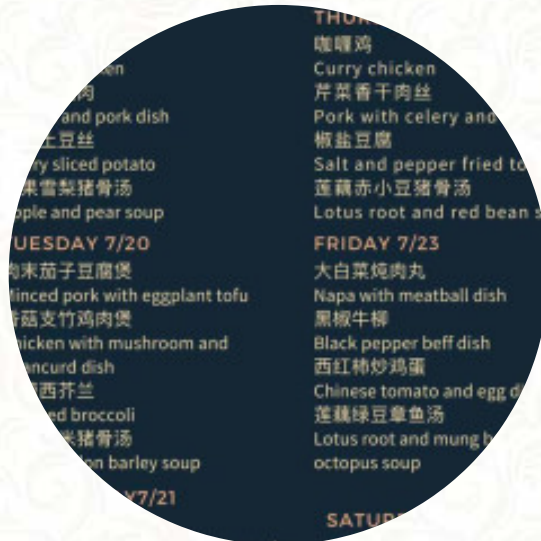 ken
肉
and pork dish
土豆丝
ry sliced potato
果雪梨猪骨汤
pple and pear soup
TUESDAY 7/20
肉末茄子豆腐煲
Minced pork with eggplant tofu
香菇支竹鸡肉煲
hicken with mushroom and
ancurd dish
西芥兰
ed broccoli
米猪骨汤
lon barley soup
Y7/21
THUR
咖喱鸡
Curry chicken
芹菜香干肉丝
Pork with celery and
椒盐豆腐
Salt and pepper fried to
莲藕赤小豆猪骨汤
Lotus root and red bean s
FRIDAY 7/23
大白菜炖肉丸
Napa with meatball dish
黑椒牛柳
Black pepper beff dish
西红柿炒鸡蛋
Chinese tomato and egg d
莲藕绿豆章鱼汤
Lotus root and mung b
octopus soup
SATUR